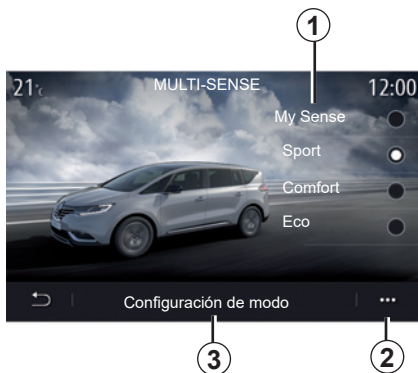 1
21°c MULTI-SENSE 12:00
My Sense
Sport
Comfort
Eco
Configuración de modo
3 2